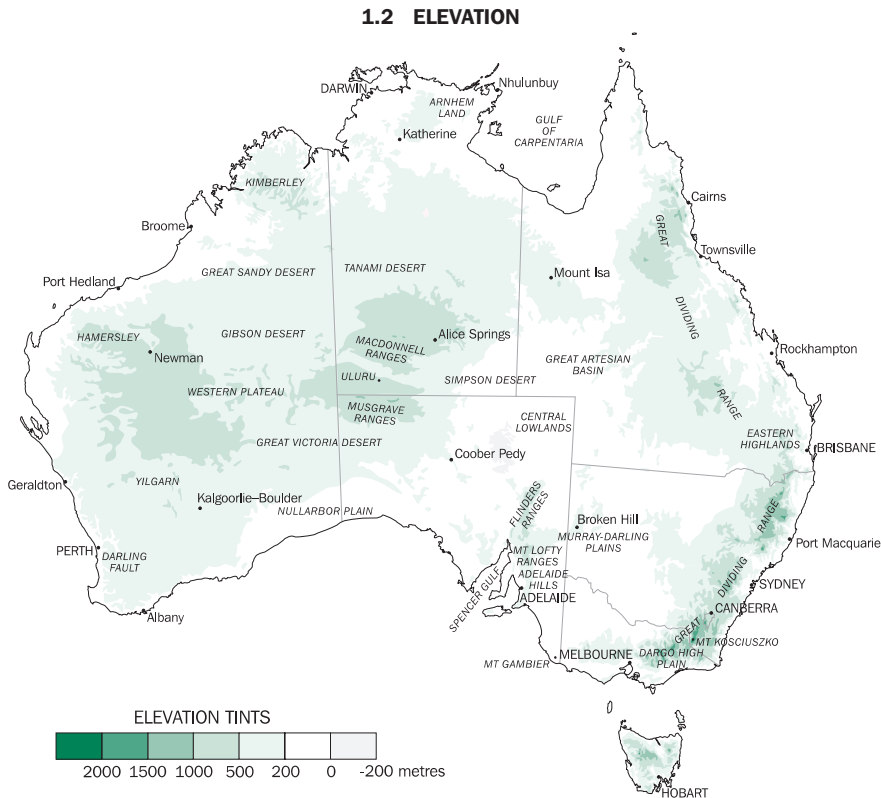 1.2 ELEVATION
DARWIN
Nhulunbuy
ARNHEM
LAND
GULF
OF
CARPENTARIA
Katherine
KIMBERLEY
Cairns
Broome
GREAT
Townsville
GREAT SANDY DESERT
TANAMI DESERT
Mount Isa
Port Hedland
DIVIDING
HAMERSLEY
GIBSON DESERT
Alice Springs
MACDONNELL
RANGES
Newman
Rockhampton
GREAT ARTESIAN
BASIN
ULURU
SIMPSON DESERT
WESTERN PLATEAU
RANGE
MUSGRAVE
RANGES
CENTRAL
LOWLANDS
EASTERN
HIGHLANDS
GREAT VICTORIA DESERT
BRISBANE
Coober Pedy
Geraldton
YILGARN
Kalgoorlie–Boulder
NULLARBOR PLAIN
FLINDERS
RANGES
RANGE
Broken Hill
MURRAY-DARLING
PLAINS
Port Macquarie
PERTH
DARLING
FAULT
MT LOFTY
RANGES
ADELAIDE
HILLS
DIVIDING
SYDNEY
SPENCER GULF
ADELAIDE
CANBERRA
Albany
GREAT
MT KOSCIUSZKO
MT GAMBIER
MELBOURNE
DARGO HIGH
PLAIN
ELEVATION TINTS
2000 1500 1000 500 200 0 -200 metres
HOBART